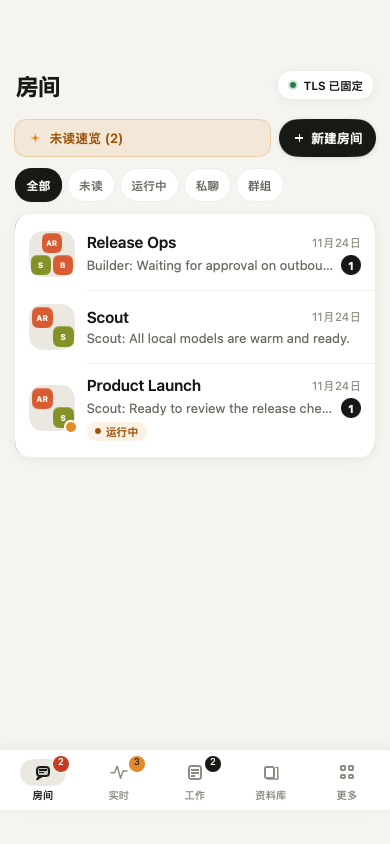 房间
TLS 已固定
未读速览 (2)
新建房间
全部
未读
运行中
私聊
群组
AR
S B
Release Ops
11月24日
Builder: Waiting for approval on outbou...
1
AR
S
Scout
11月24日
Scout: All local models are warm and ready.
AR
S
Product Launch
11月24日
Scout: Ready to review the release che...
1
运行中
2
房间
3
实时
2
工作
资料库
更多